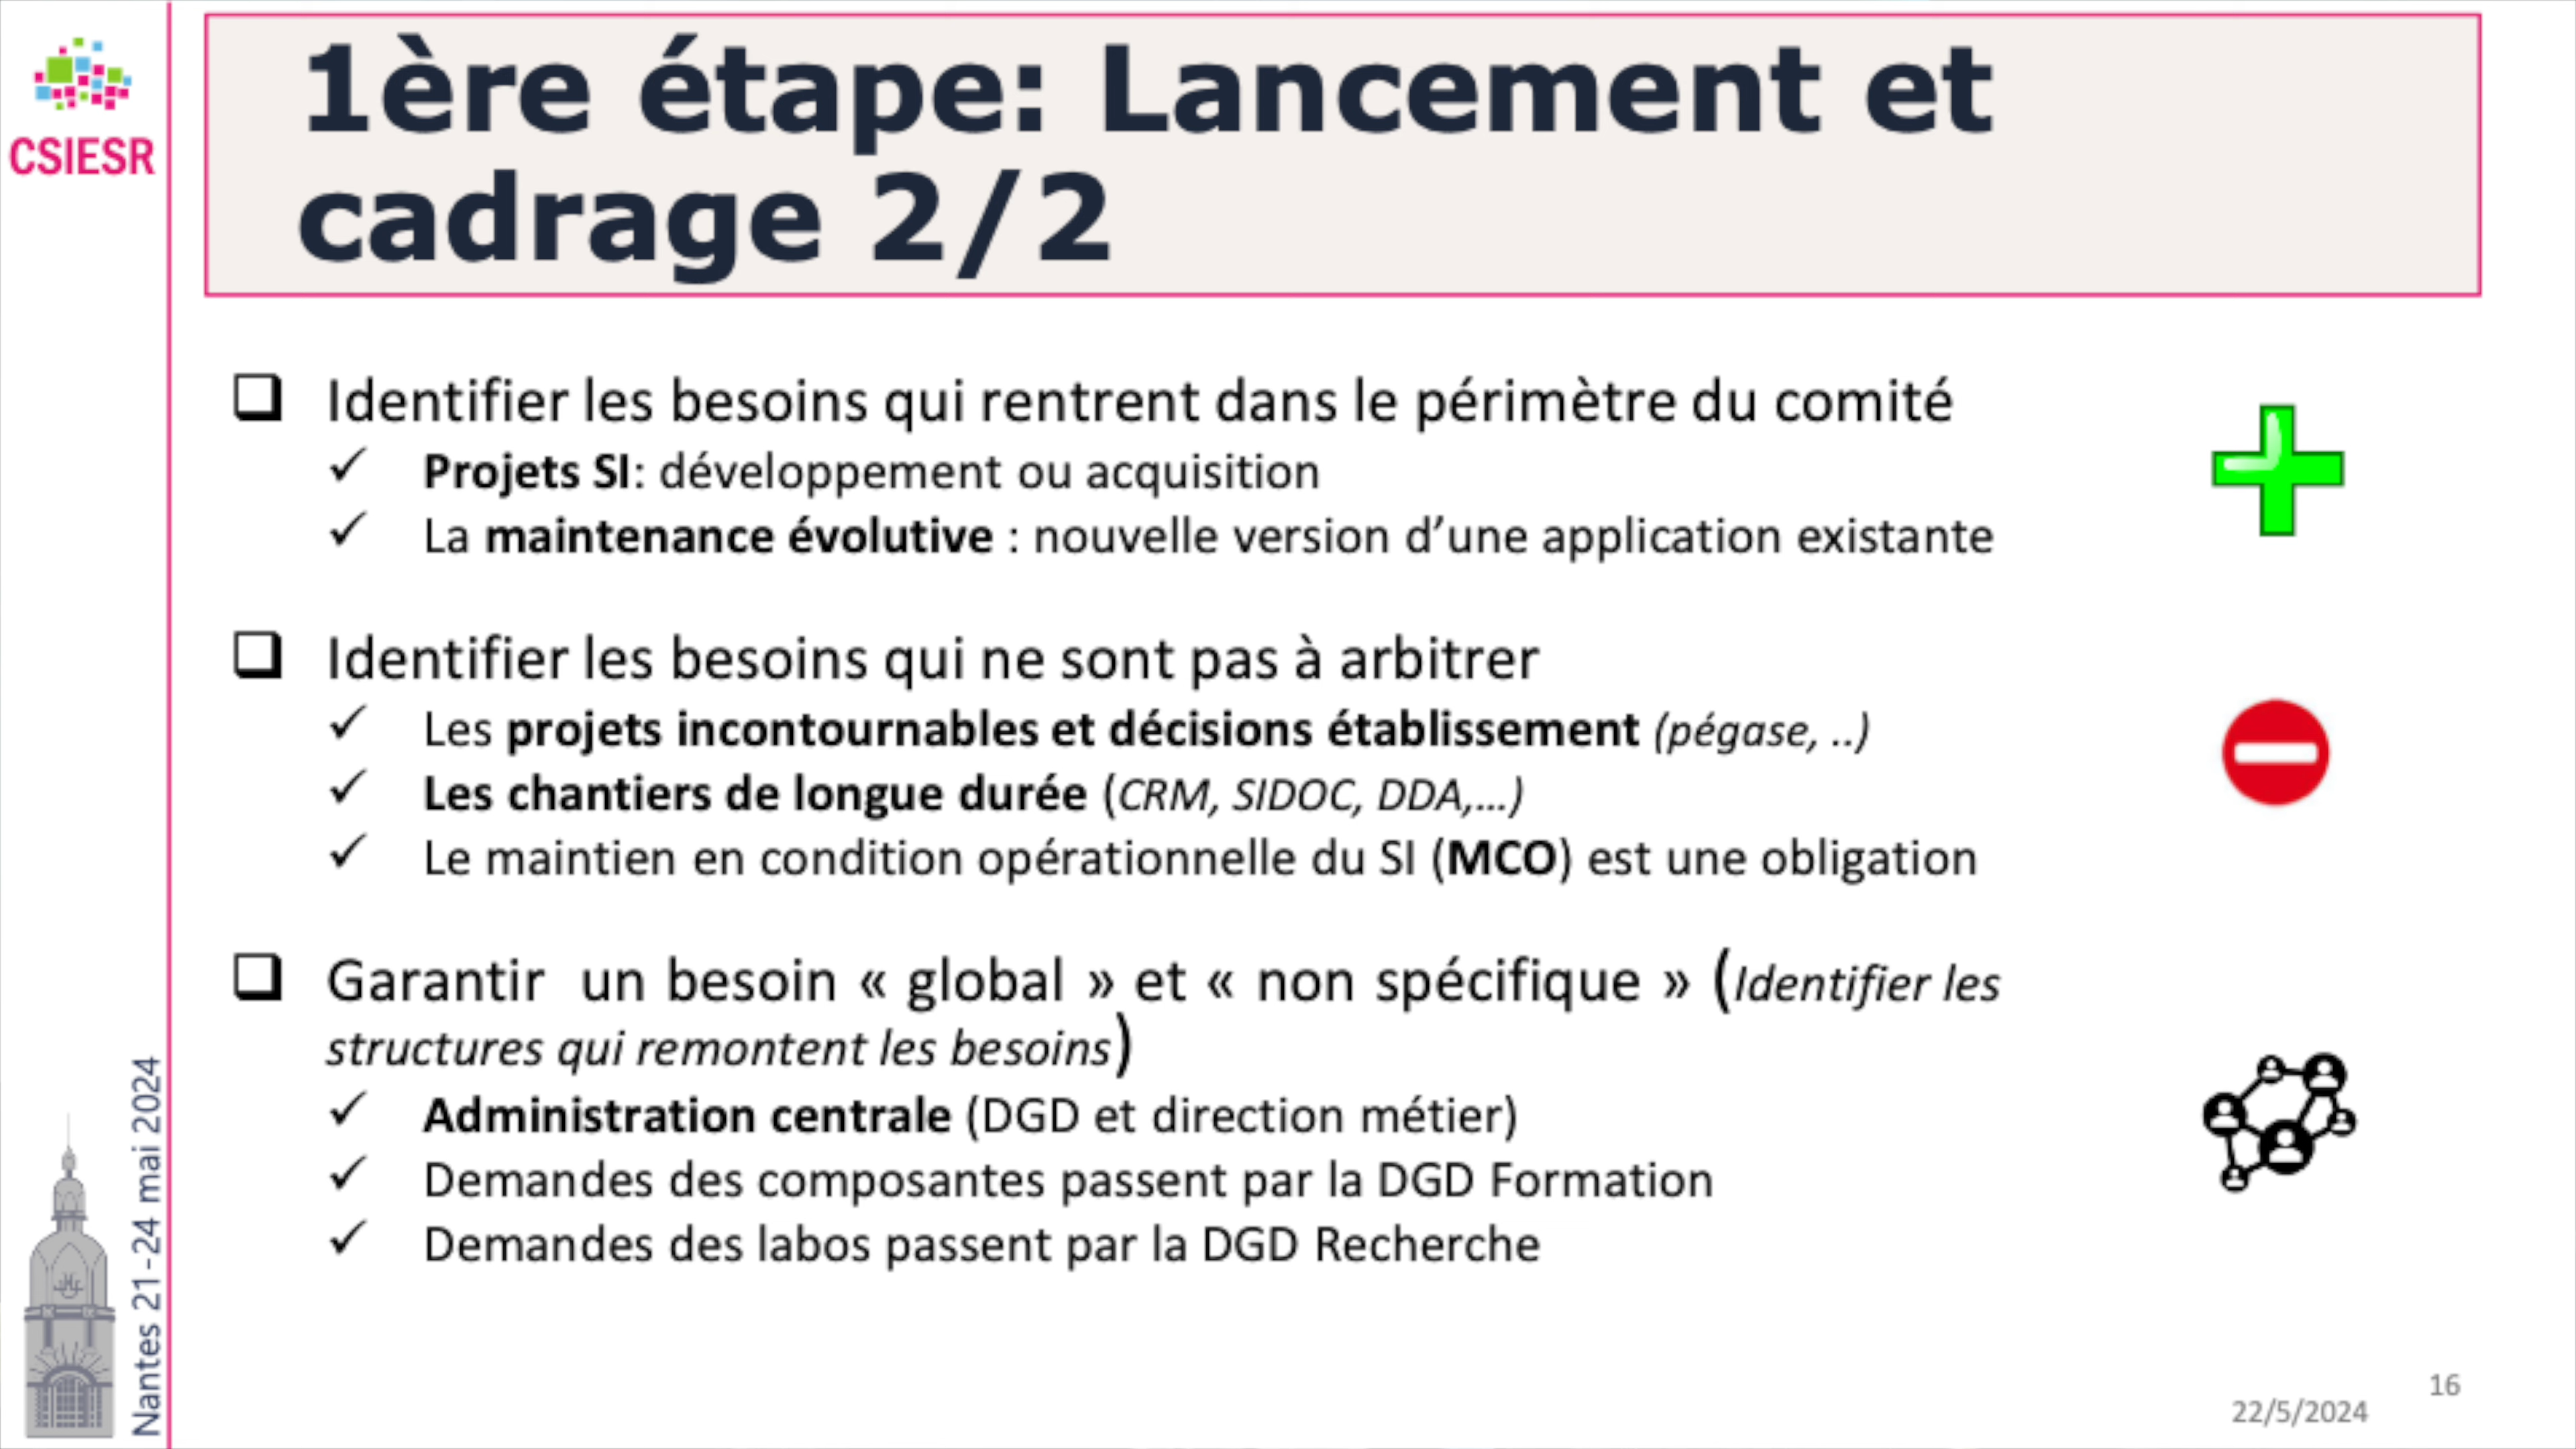 CSIESR
1ère étape: Lancement et
cadrage 2/2
Identifier les besoins qui rentrent dans le périmètre du comité
Projets SI: développement ou acquisition
La maintenance évolutive : nouvelle version d’une application existante
Identifier les besoins qui ne sont pas à arbitrer
Les projets incontournables et décisions établissement (pégase, ..)
Les chantiers de longue durée (CRM, SIDOC, DDA,...)
Le maintien en condition opérationnelle du SI (MCO) est une obligation
Garantir un besoin « global » et « non spécifique » (Identifier les
structures qui remontent les besoins)
Administration centrale (DGD et direction métier)
Demandes des composantes passent par la DGD Formation
Demandes des labos passent par la DGD Recherche
Nantes 21-24 mai 2024
16
22/5/2024